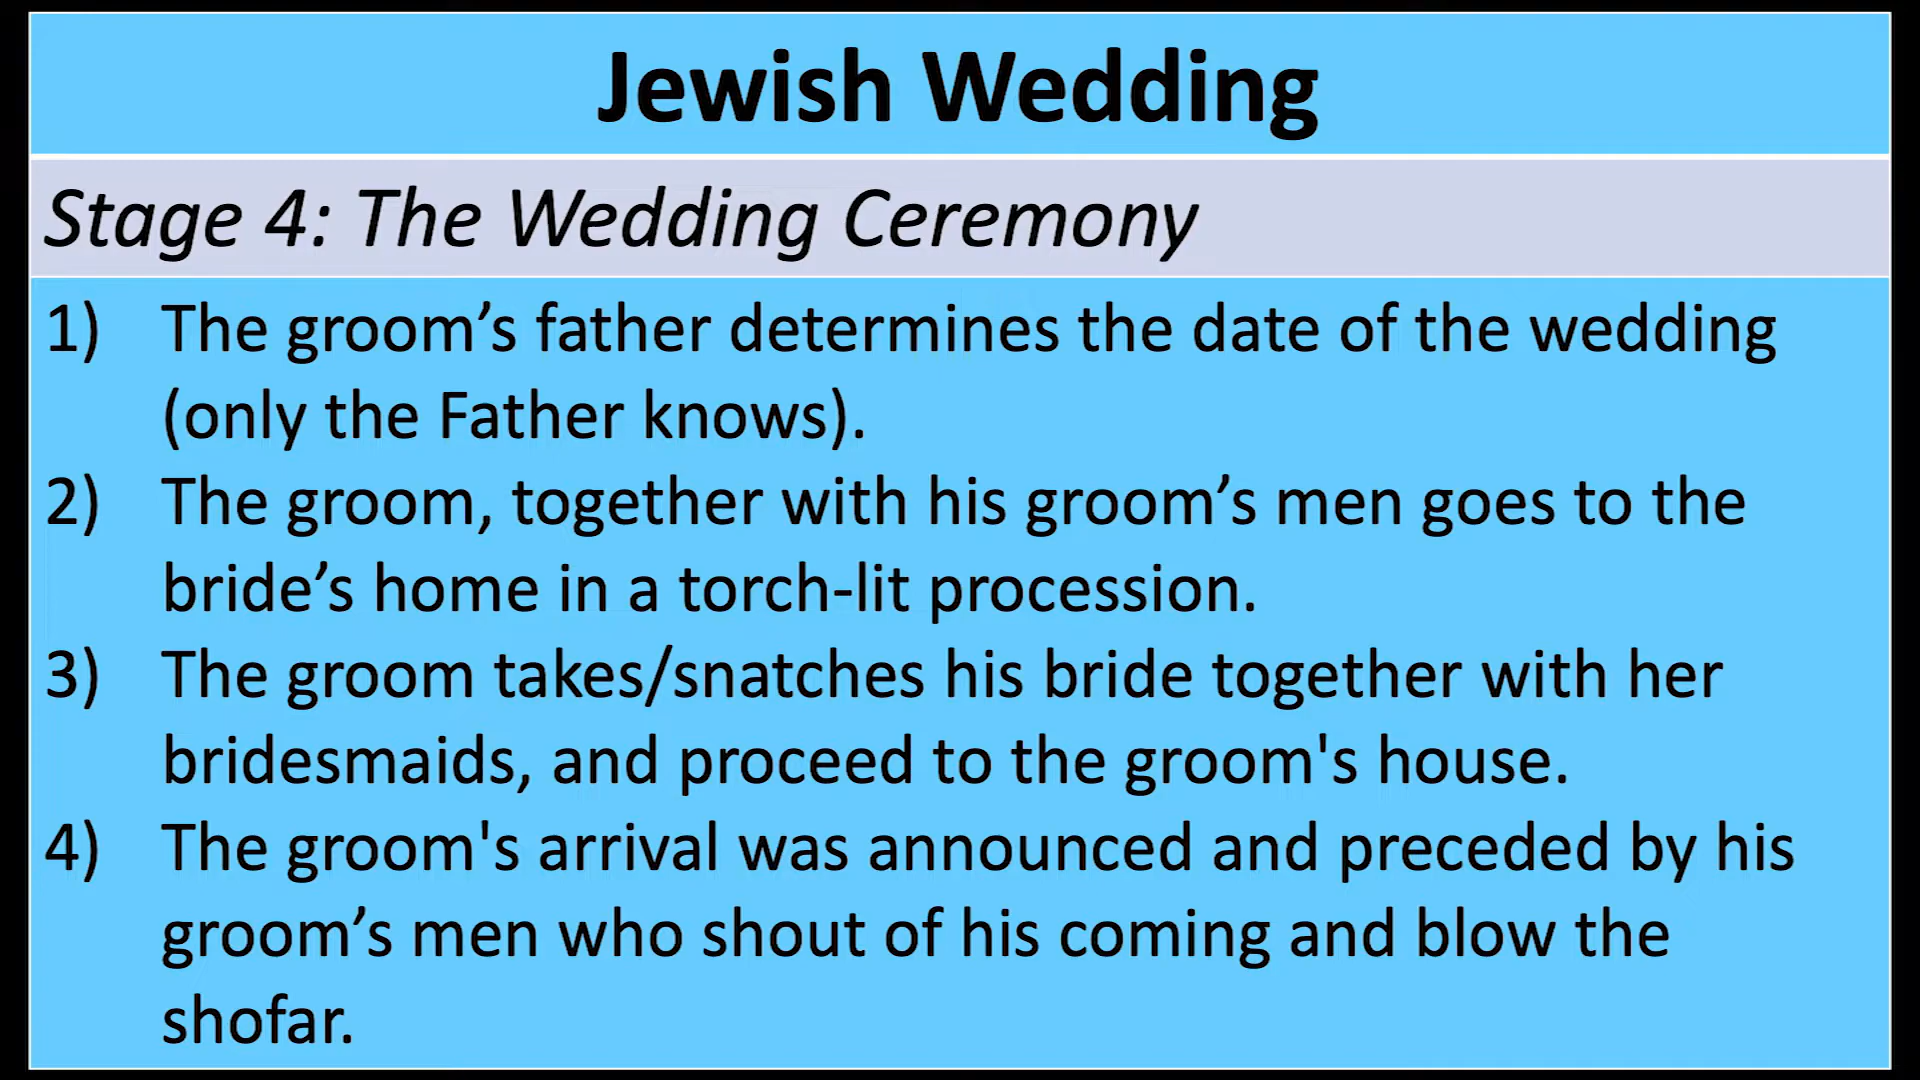 Jewish Wedding
Stage 4: The Wedding Ceremony
1) The groom’s father determines the date of the wedding
(only the Father knows).
2) The groom, together with his groom’s men goes to the
bride’s home in a torch-lit procession.
3) The groom takes/snatches his bride together with her
bridesmaids, and proceed to the groom's house.
4) The groom's arrival was announced and preceded by his
groom’s men who shout of his coming and blow the
shofar.